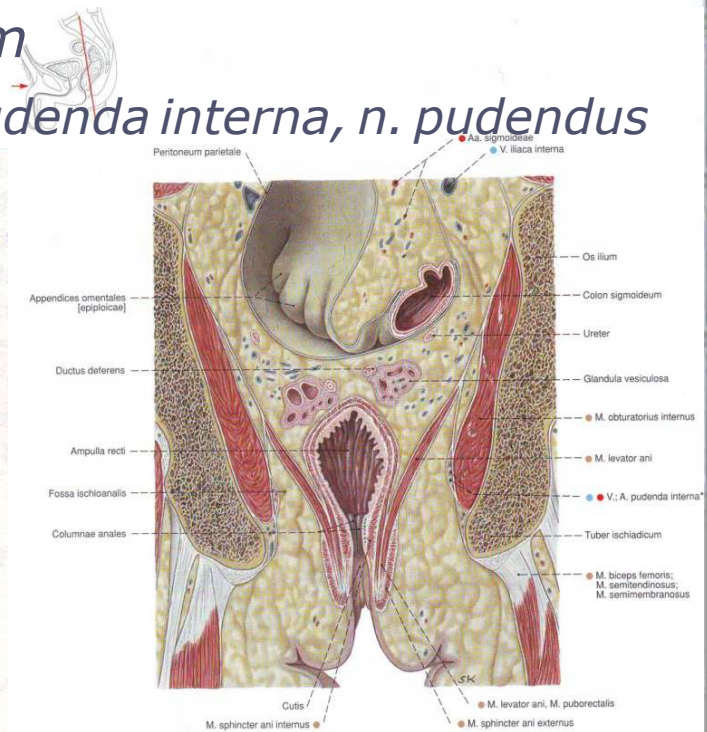 m
udenda interna, n. pudendus
Peritoneum parietale
Aa. sigmoideae
V. iliaca interna
Os ilium
Appendices omentales
[epiploicae]
Colon sigmoideum
Ureter
Ductus deferens
Glandula vesiculosa
M. obturatorius internus
Ampulla recti
M. levator ani
Fossa ischioanalis
V.; A. pudenda interna*
Columnae anales
Tuber ischiadicum
M. biceps femoris;
M. semitendinosus;
M. semimembranosus
SK
Cutis
M. levator ani, M. puborectalis
M. sphincter ani internus
M. sphincter ani externus